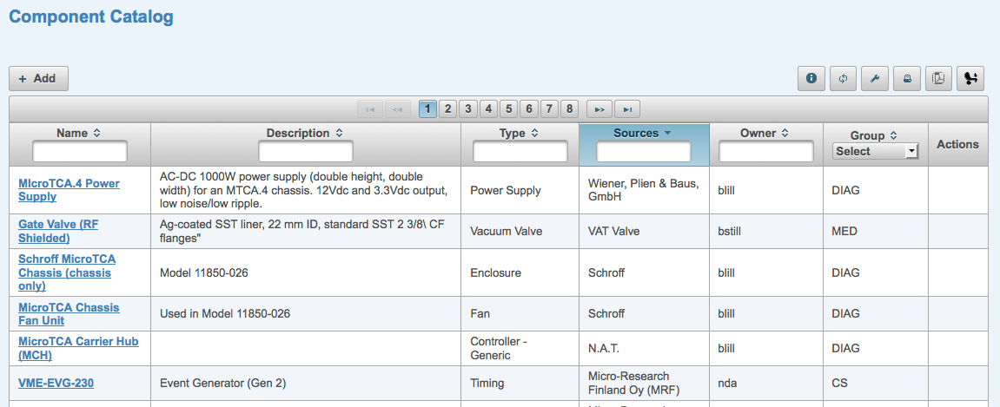 Component Catalog
+ Add
1 2 3 4 5 6 7 8
Name
Description
Type
Sources
Owner
Group
Select
Actions
MIcroTCA.4 Power
Supply
AC-DC 1000W power supply (double height, double
width) for an MTCA.4 chassis. 12Vdc and 3.3Vdc output,
low noise/low ripple.
Power Supply
Wiener, Plien & Baus,
GmbH
blill
DIAG
Gate Valve (RF
Shielded)
Ag-coated SST liner, 22 mm ID, standard SST 2 3/8\ CF
flanges"
Vacuum Valve
VAT Valve
bstill
MED
Schroff MicroTCA
Chassis (chassis
only)
Model 11850-026
Enclosure
Schroff
blill
DIAG
MicroTCA Chassis
Fan Unit
Used in Model 11850-026
Fan
Schroff
blill
DIAG
MicroTCA Carrier Hub
(MCH)
Controller -
Generic
N.A.T.
blill
DIAG
VME-EVG-230
Event Generator (Gen 2)
Timing
Micro-Research
Finland Oy (MRF)
nda
CS